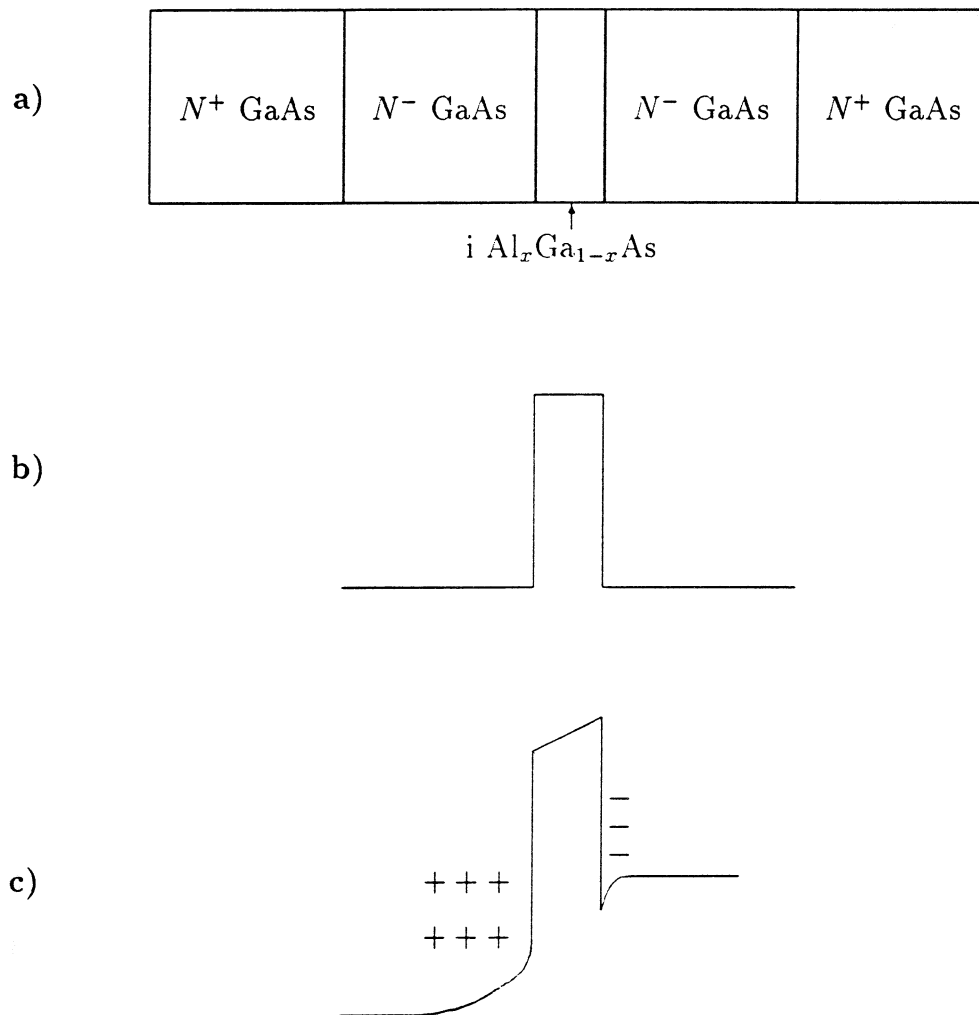 a)
N⁺ GaAs N⁻ GaAs N⁻ GaAs N⁺ GaAs
i AlₓGa₁₋ₓAs
b)
c)
+ + +
+ + +
−
−
−